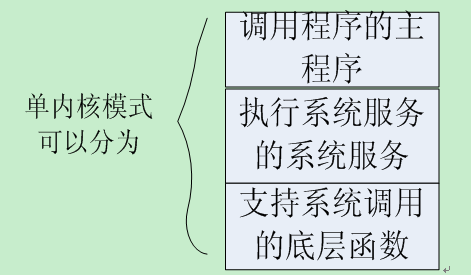 单内核模式
可以分为
调用程序的主
程序
执行系统服务
的系统服务
支持系统调用
的底层函数